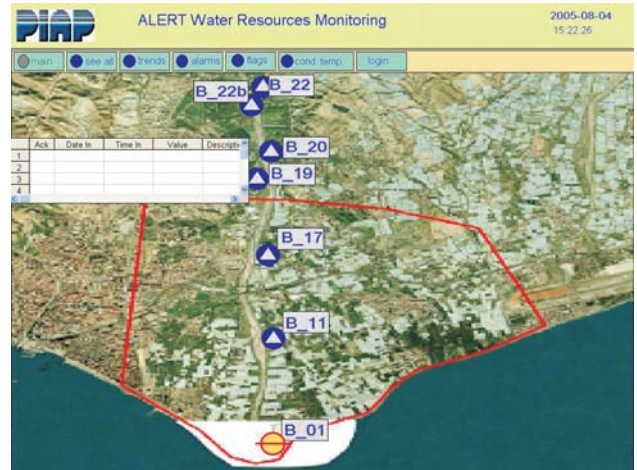 PIAP
ALERT Water Resources Monitoring
2005-08-04
15:22:26
main
see all
trends
alarms
flags
cond. temp.
login
B_22
B_22b
Ack Date In Time In Value Descripti
1
2
3
4
B_20
B_19
B_17
B_11
B_01